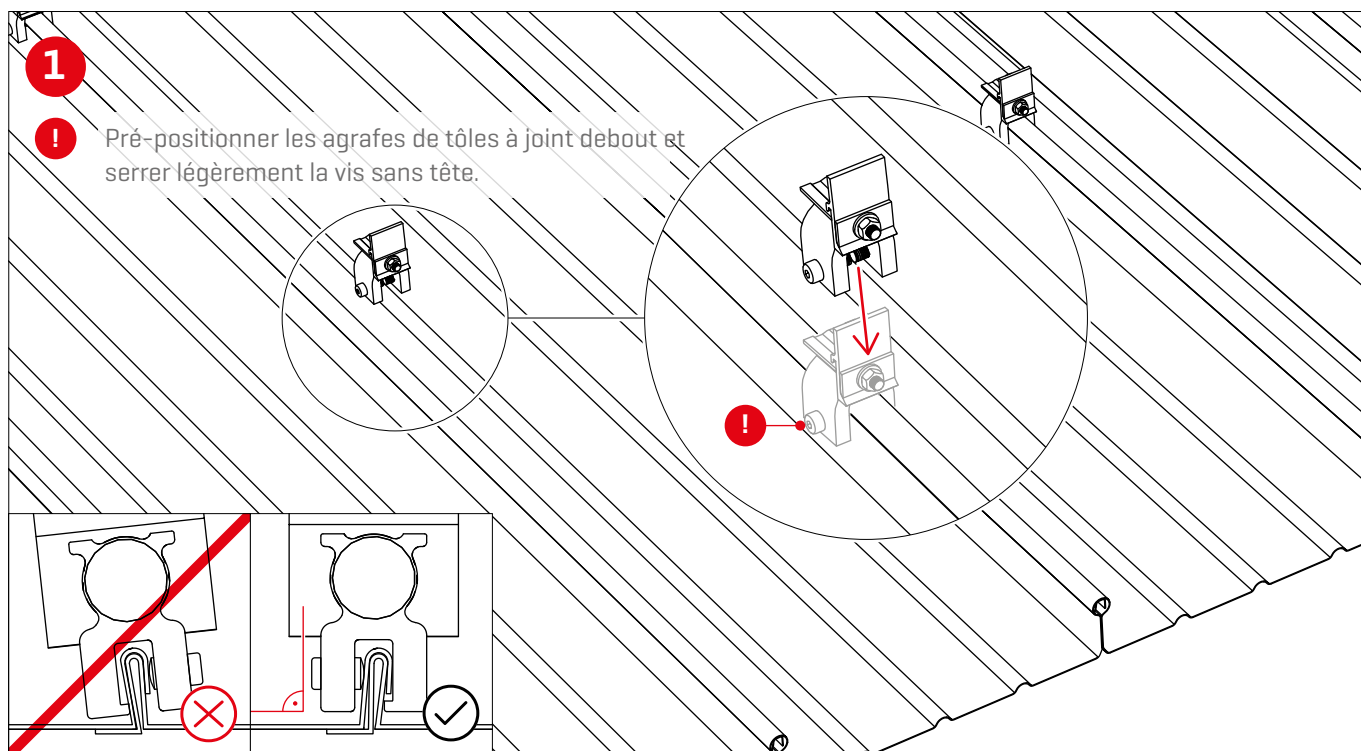 1
! Pré-positionner les agrafes de tôles à joint debout et
serrer légèrement la vis sans tête.
!